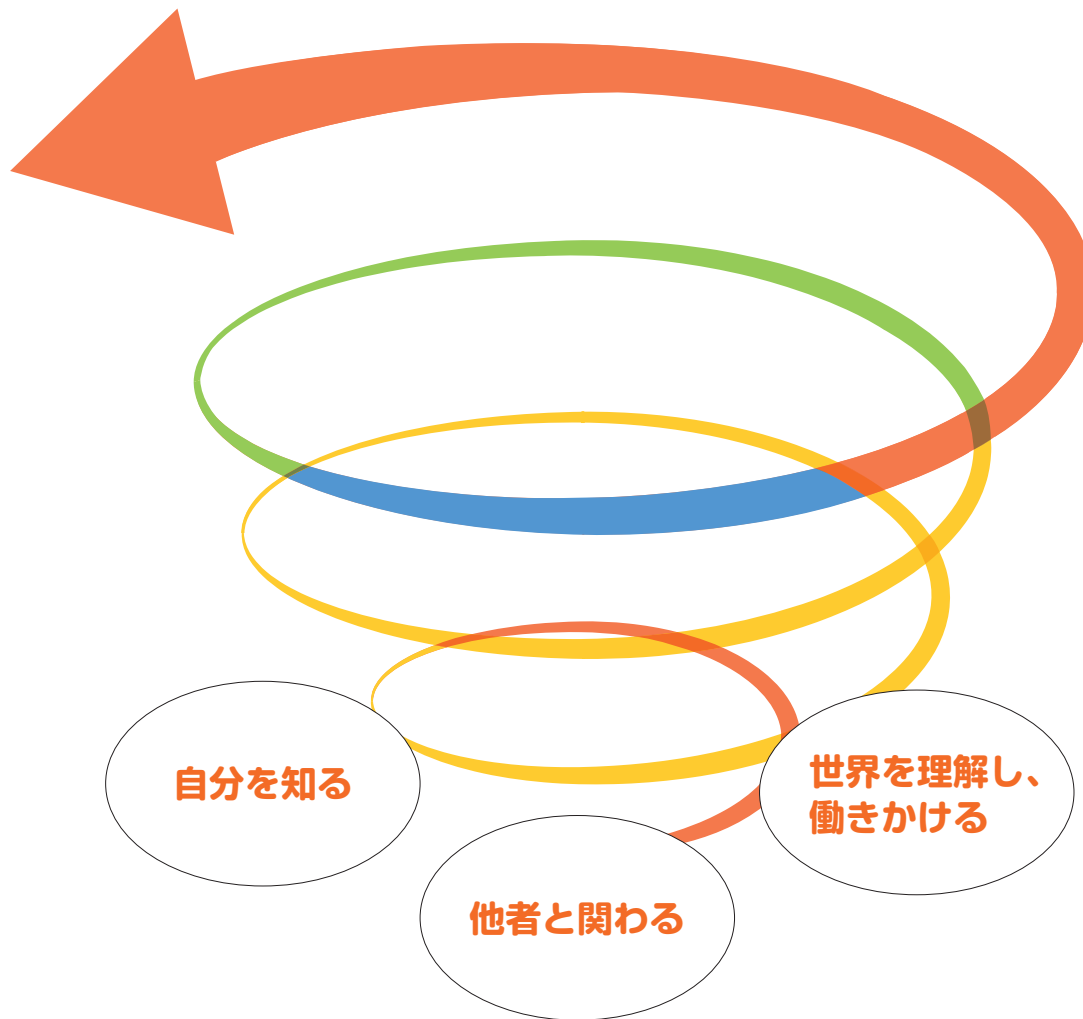 自分を知る
世界を理解し、
働きかける
他者と関わる